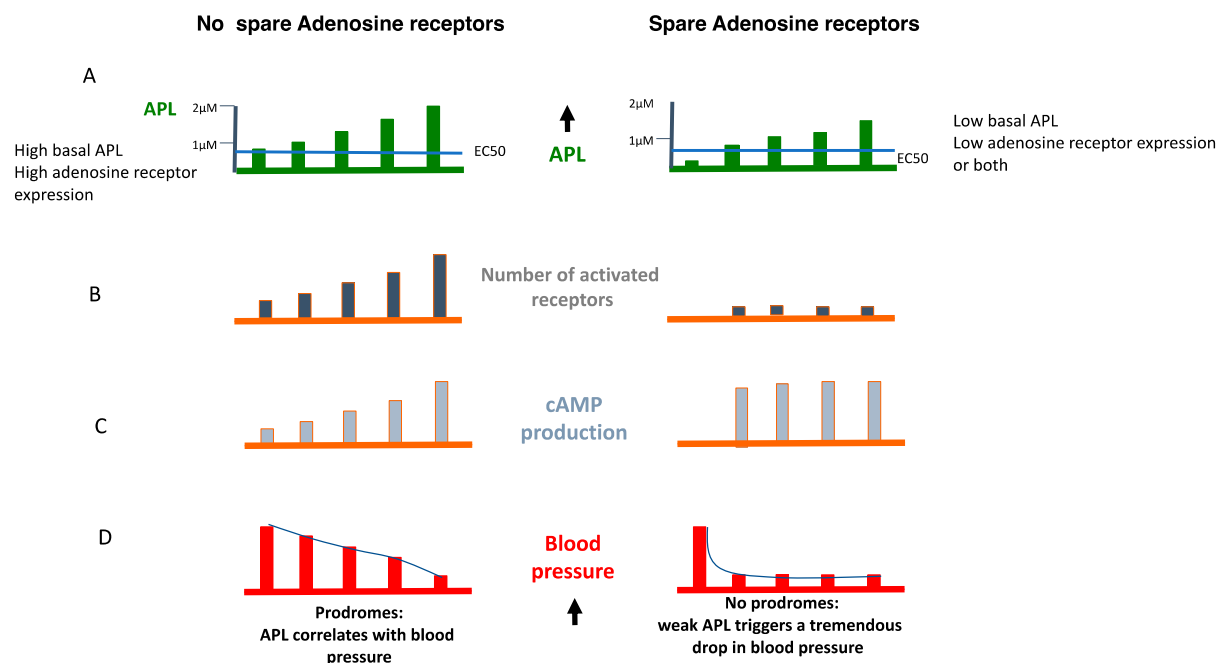 No  spare Adenosine receptors
Spare Adenosine receptors
A
APL
2µM
1µM
EC50
High basal APL
High adenosine receptor
expression
APL
2µM
1µM
EC50
Low basal APL
Low adenosine receptor expression
or both
B
Number of activated
receptors
C
cAMP
production
D
Blood
pressure
Prodromes:
APL correlates with blood
pressure
No prodromes:
weak APL triggers a tremendous
drop in blood pressure